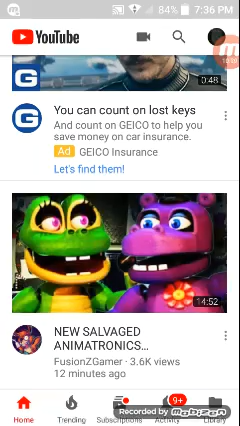 84% 7:36 PM
YouTube
G
0:48
G
You can count on lost keys
And count on GEICO to help you
save money on car insurance.
Ad GEICO Insurance
Let's find them!
14:52
NEW SALVAGED
ANIMATRONICS...
FusionZGamer · 3.6K views
12 minutes ago
9+
Home Trending Subscriptions Activity Library
Recorded by Mobizen